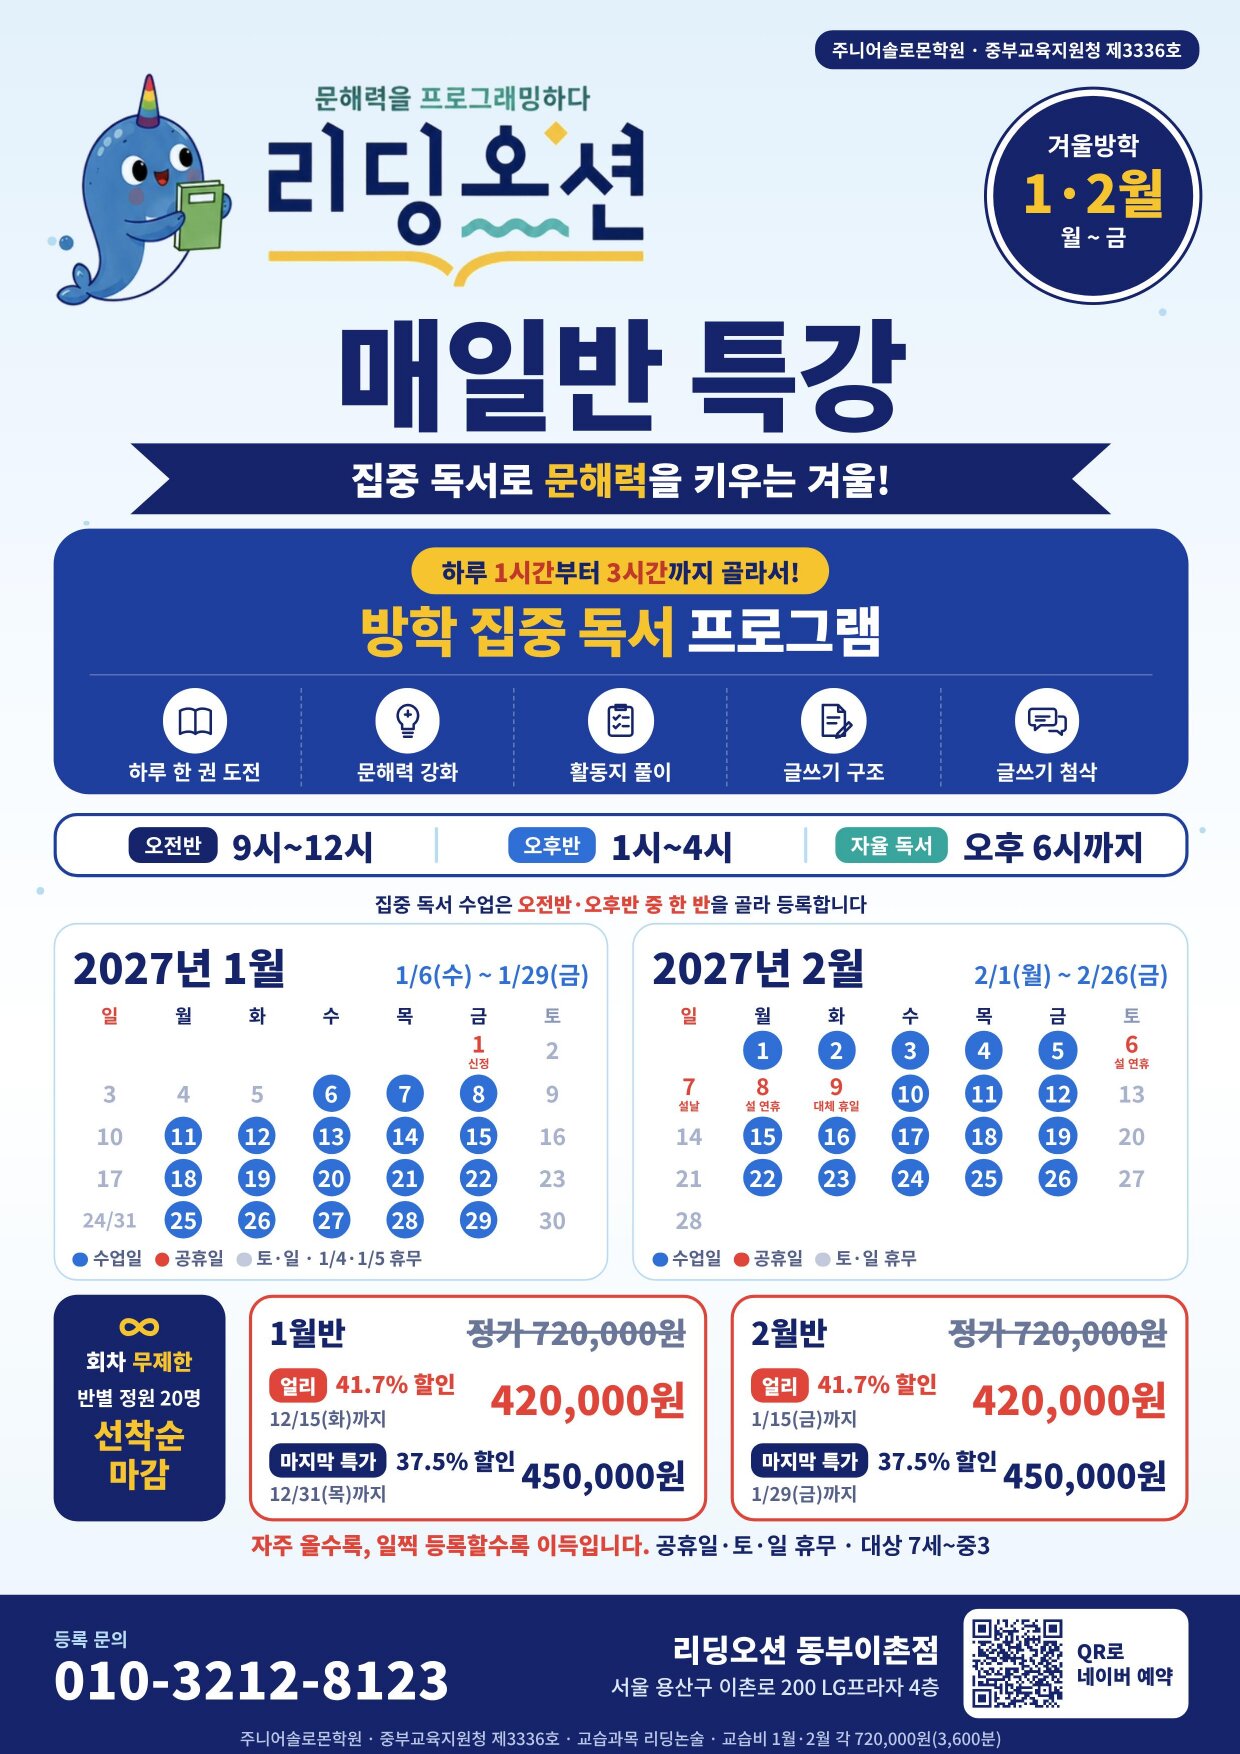 주니어솔로몬학원 · 중부교육지원청 제3336호
문해력을 프로그래밍하다
리딩오션
겨울방학
1·2월
월 ~ 금
매일반 특강
집중 독서로 문해력을 키우는 겨울!
하루 1시간부터 3시간까지 골라서!
방학 집중 독서 프로그램
하루 한 권 도전 문해력 강화 활동지 풀이 글쓰기 구조 글쓰기 첨삭
오전반 9시~12시 오후반 1시~4시 자율 독서 오후 6시까지
집중 독서 수업은 오전반·오후반 중 한 반을 골라 등록합니다
2027년 1월 1/6(수) ~ 1/29(금)
일 월 화 수 목 금 토
1 2
신정
3 4 5 6 7 8 9
10 11 12 13 14 15 16
17 18 19 20 21 22 23
24/31 25 26 27 28 29 30
수업일 공휴일 토·일 · 1/4·1/5 휴무
2027년 2월 2/1(월) ~ 2/26(금)
일 월 화 수 목 금 토
1 2 3 4 5 6
설 연휴
7 8 9 10 11 12 13
설날 설 연휴 대체 휴일
14 15 16 17 18 19 20
21 22 23 24 25 26 27
28
수업일 공휴일 토·일 휴무
회차 무제한
반별 정원 20명
선착순
마감
1월반 정가 720,000원
얼리 41.7% 할인 420,000원
12/15(화)까지
마지막 특가 37.5% 할인 450,000원
12/31(목)까지
2월반 정가 720,000원
얼리 41.7% 할인 420,000원
1/15(금)까지
마지막 특가 37.5% 할인 450,000원
1/29(금)까지
자주 올수록, 일찍 등록할수록 이득입니다. 공휴일·토·일 휴무 · 대상 7세~중3
등록 문의
010-3212-8123
리딩오션 동부이촌점
서울 용산구 이촌로 200 LG프라자 4층
QR로
네이버 예약
주니어솔로몬학원 · 중부교육지원청 제3336호 · 교습과목 리딩논술 · 교습비 1월·2월 각 720,000원(3,600분)